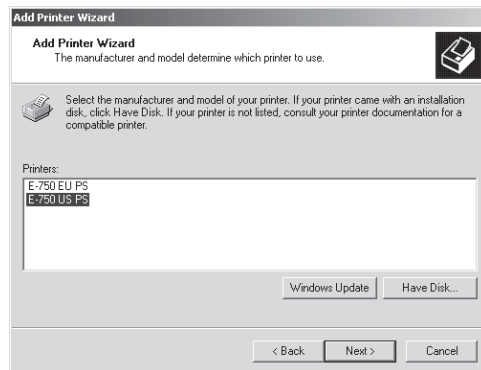 Add Printer Wizard
Add Printer Wizard
The manufacturer and model determine which printer to use.
Select the manufacturer and model of your printer. If your printer came with an installation
disk, click Have Disk. If your printer is not listed, consult your printer documentation for a
compatible printer.
Printers:
E-750 EU PS
E-750 US PS
Windows Update Have Disk...
< Back Next > Cancel